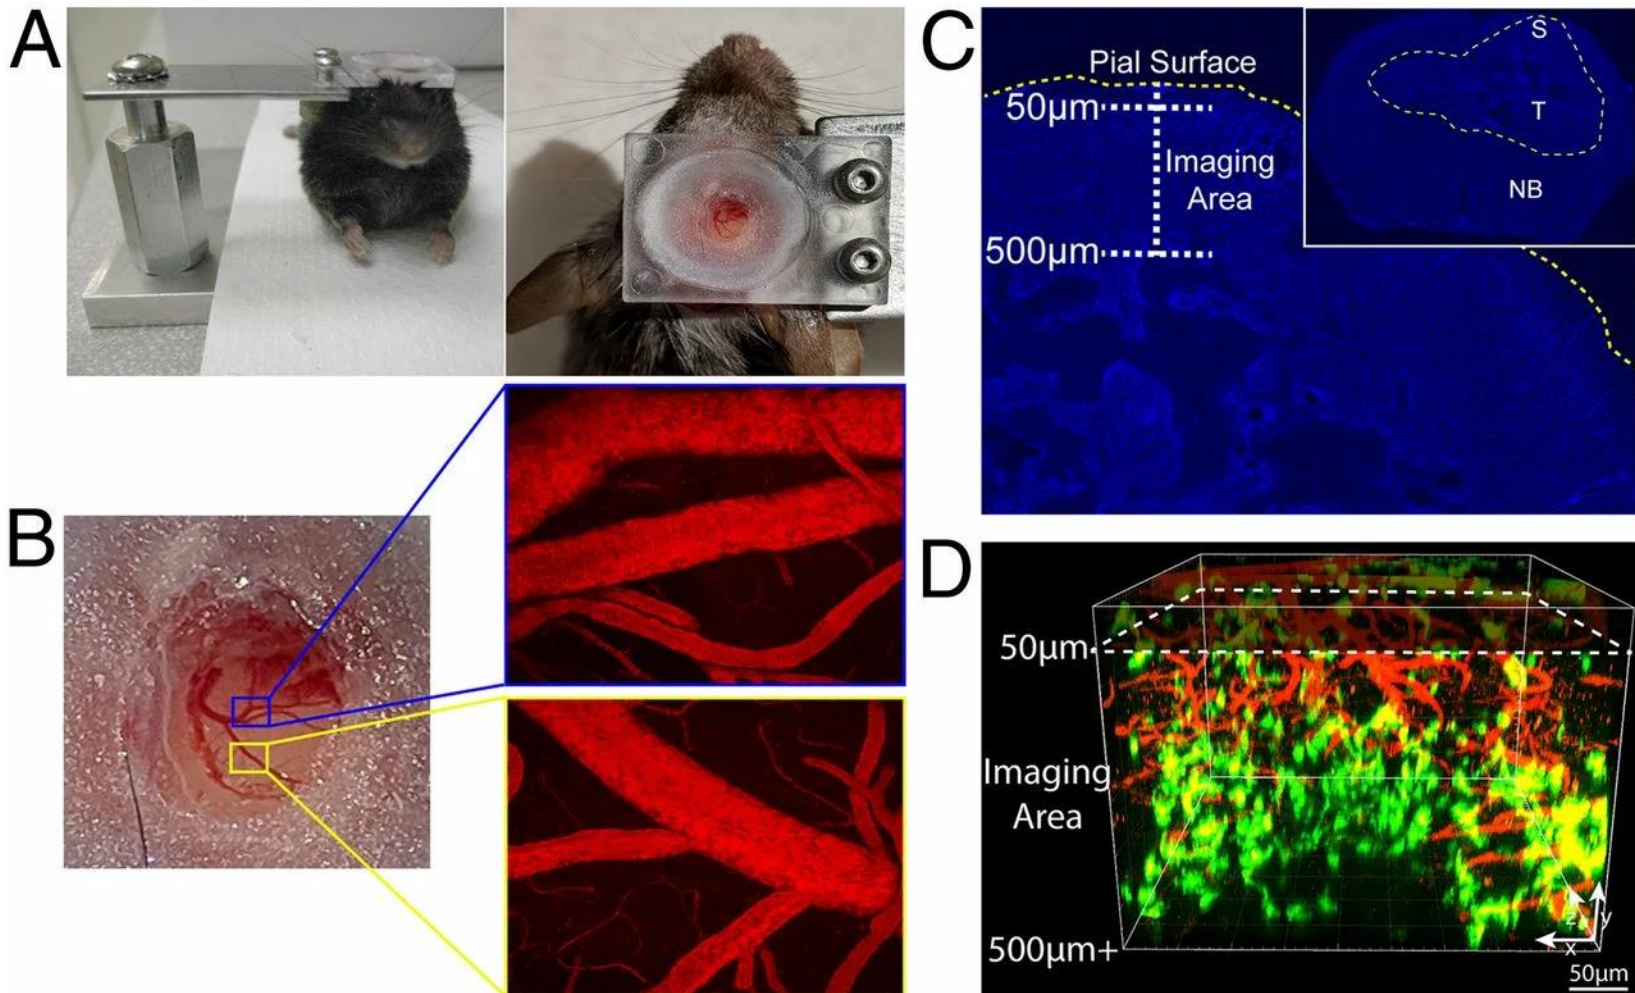 A
B
C
Pial Surface
50µm
Imaging
Area
500µm
S
T
NB
D
50µm
Imaging
Area
500µm+
z
y
x
50µm